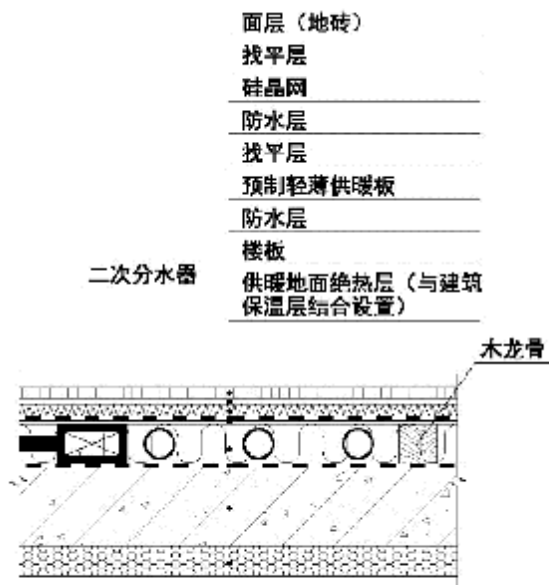 面层（地砖）
找平层
硅晶网
防水层
找平层
预制轻薄供暖板
防水层
楼板
二次分水器
供暖地面绝热层（与建筑
保温层结合设置）
木龙骨